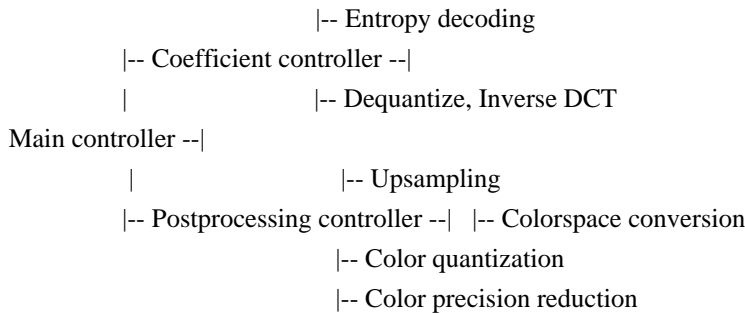 |-- Entropy decoding
|-- Coefficient controller --|
| |-- Dequantize, Inverse DCT
Main controller --|
| |-- Upsampling
|-- Postprocessing controller --| |-- Colorspace conversion
|-- Color quantization
|-- Color precision reduction